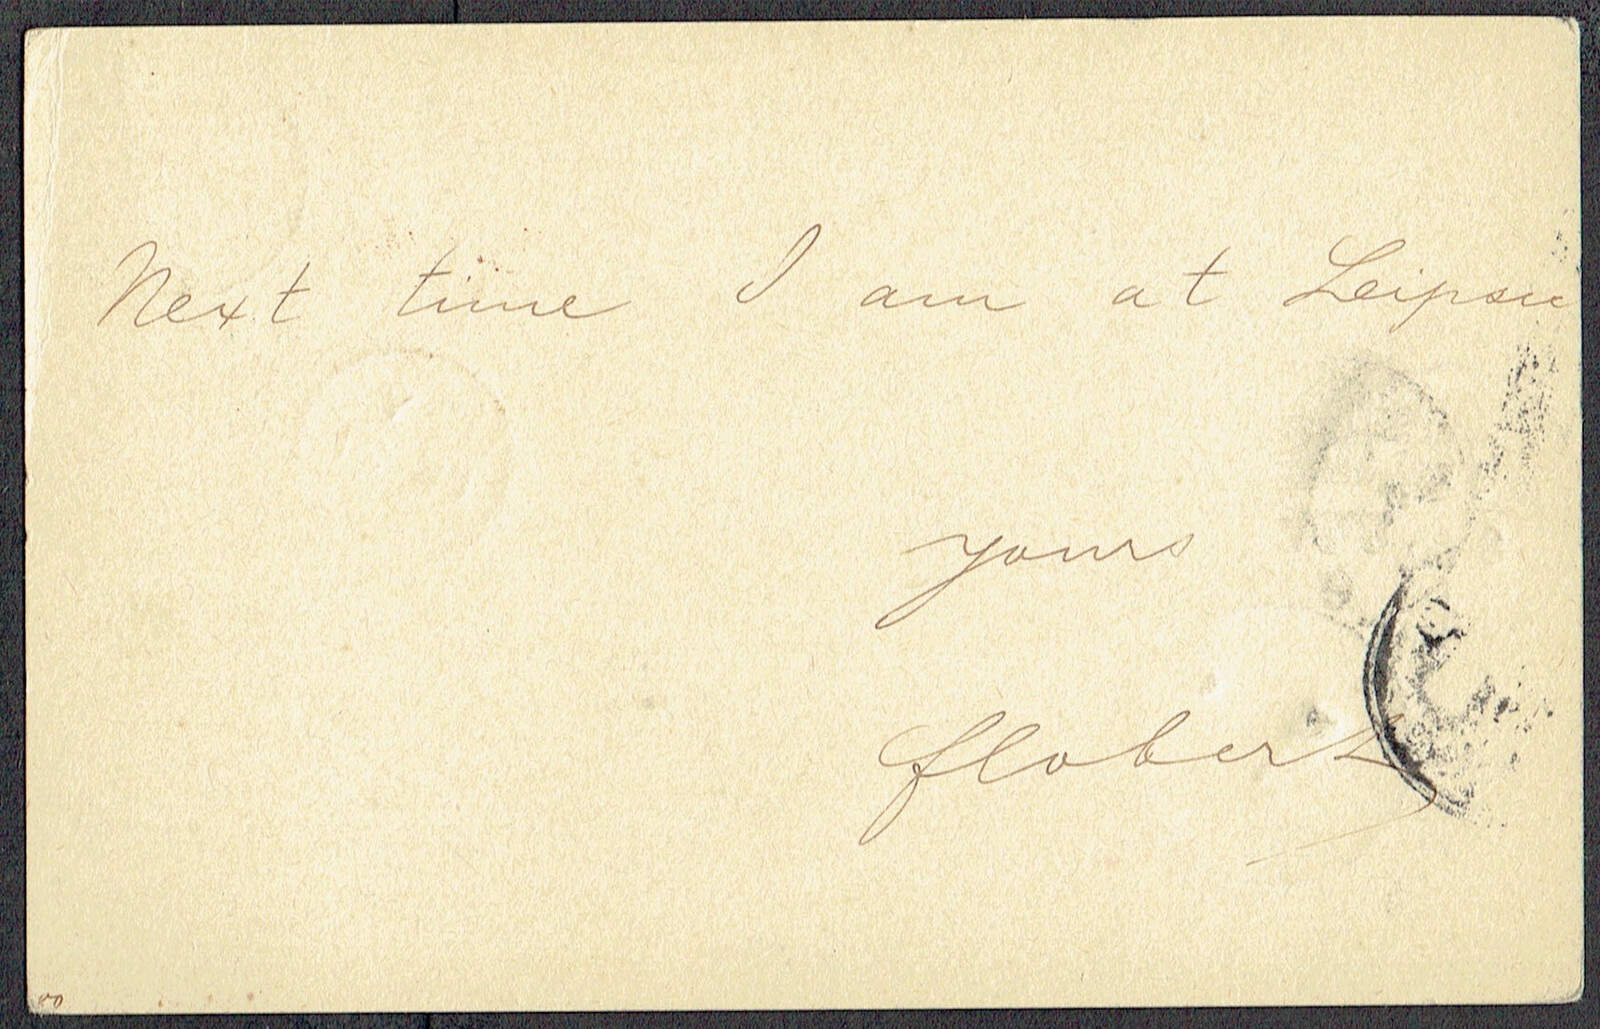 Next time I am at Leipsic
yours
flobert